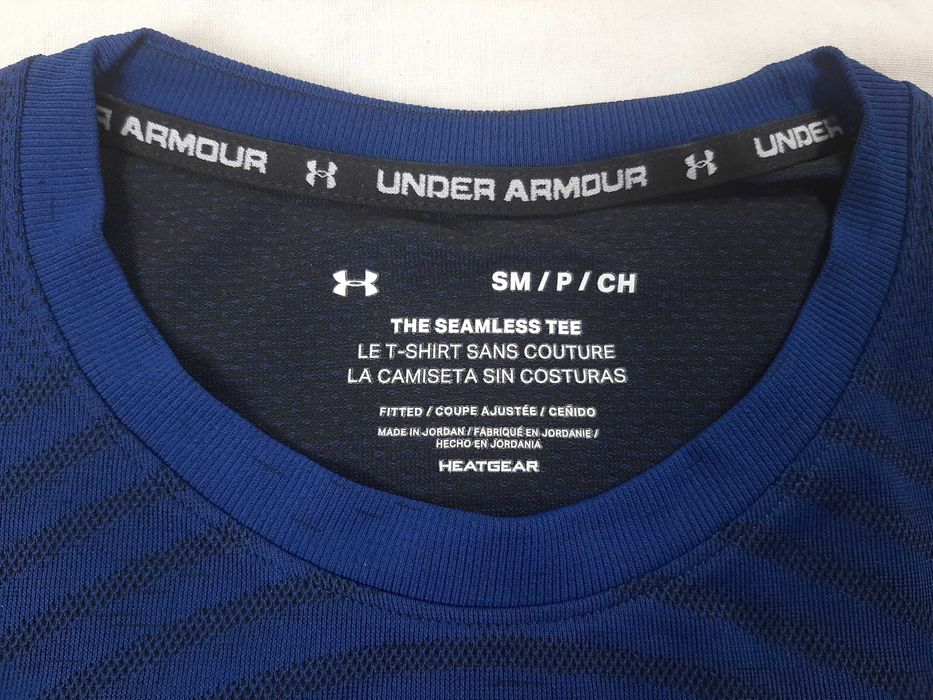 R ARMOUR UNDER ARMOUR UNDER
SM / P / CH
THE SEAMLESS TEE
LE T-SHIRT SANS COUTURE
LA CAMISETA SIN COSTURAS
FITTED / COUPE AJUSTÉE / CEÑIDO
MADE IN JORDAN / FABRIQUÉ EN JORDANIE /
HECHO EN JORDANIA
HEATGEAR